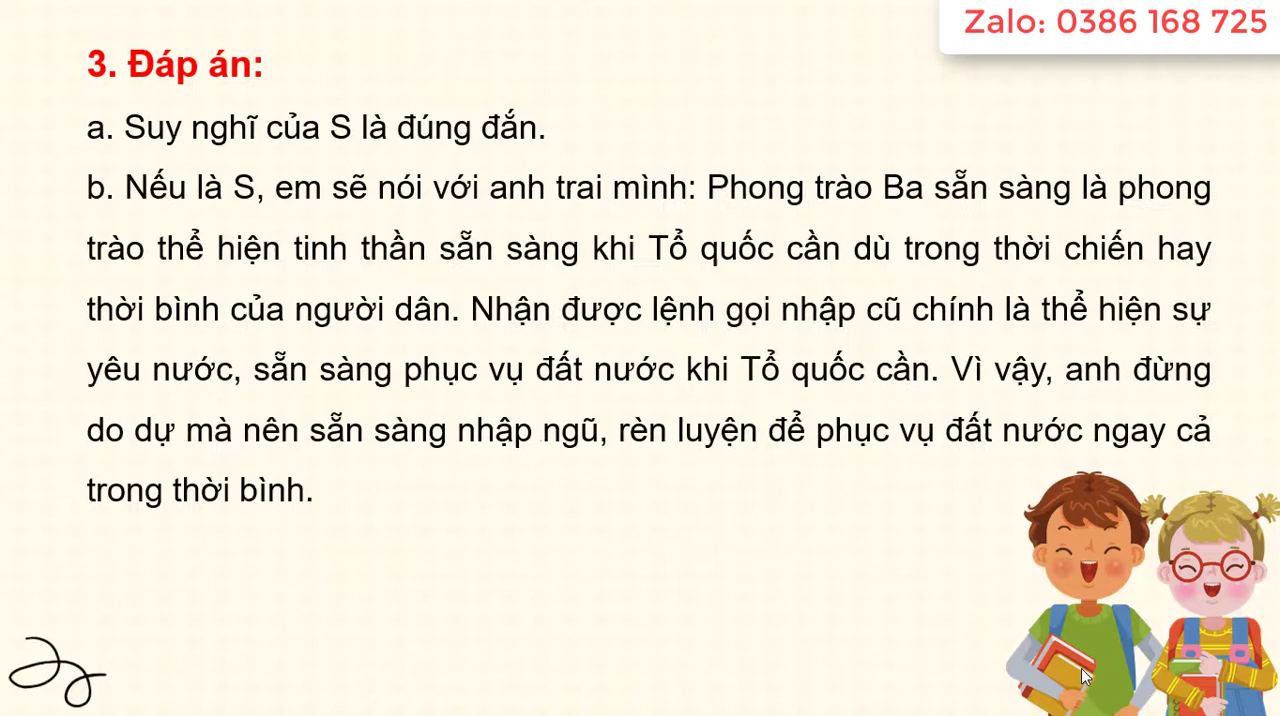 Zalo: 0386 168 725
3. Đáp án:
a. Suy nghĩ của S là đúng đắn.
b. Nếu là S, em sẽ nói với anh trai mình: Phong trào Ba sẵn sàng là phong
trào thể hiện tinh thần sẵn sàng khi Tổ quốc cần dù trong thời chiến hay
thời bình của người dân. Nhận được lệnh gọi nhập cũ chính là thể hiện sự
yêu nước, sẵn sàng phục vụ đất nước khi Tổ quốc cần. Vì vậy, anh đừng
do dự mà nên sẵn sàng nhập ngũ, rèn luyện để phục vụ đất nước ngay cả
trong thời bình.